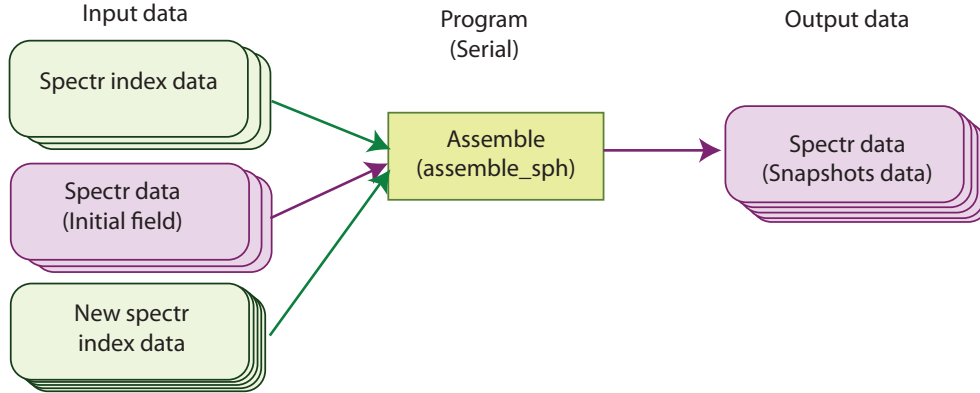 Input data
Program
(Serial)
Output data
Spectr index data
Spectr data
(Initial field)
New spectr
index data
Assemble
(assemble_sph)
Spectr data
(Snapshots data)